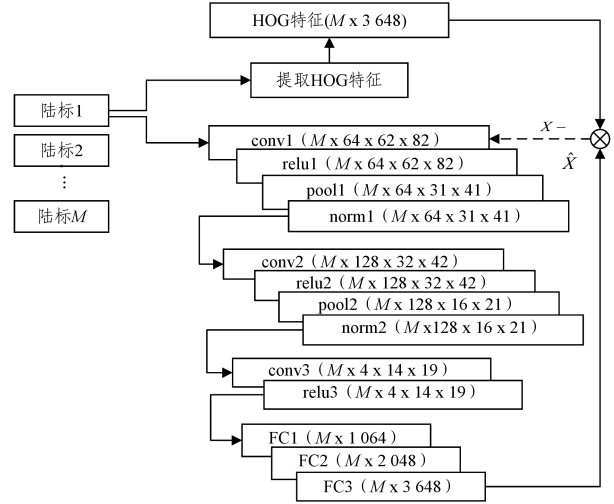 HOG特征(M x 3 648)
提取HOG特征
陆标1
陆标2
⋮
陆标M
X −
X̂
conv1（M x 64 x 62 x 82）
relu1（M x 64 x 62 x 82）
pool1（M x 64 x 31 x 41）
norm1（M x 64 x 31 x 41）
conv2（M x 128 x 32 x 42）
relu2（M x 128 x 32 x 42）
pool2（M x 128 x 16 x 21）
norm2（M x128 x 16 x 21）
conv3（M x 4 x 14 x 19）
relu3（M x 4 x 14 x 19）
FC1（M x 1 064）
FC2（M x 2 048）
FC3（M x 3 648）